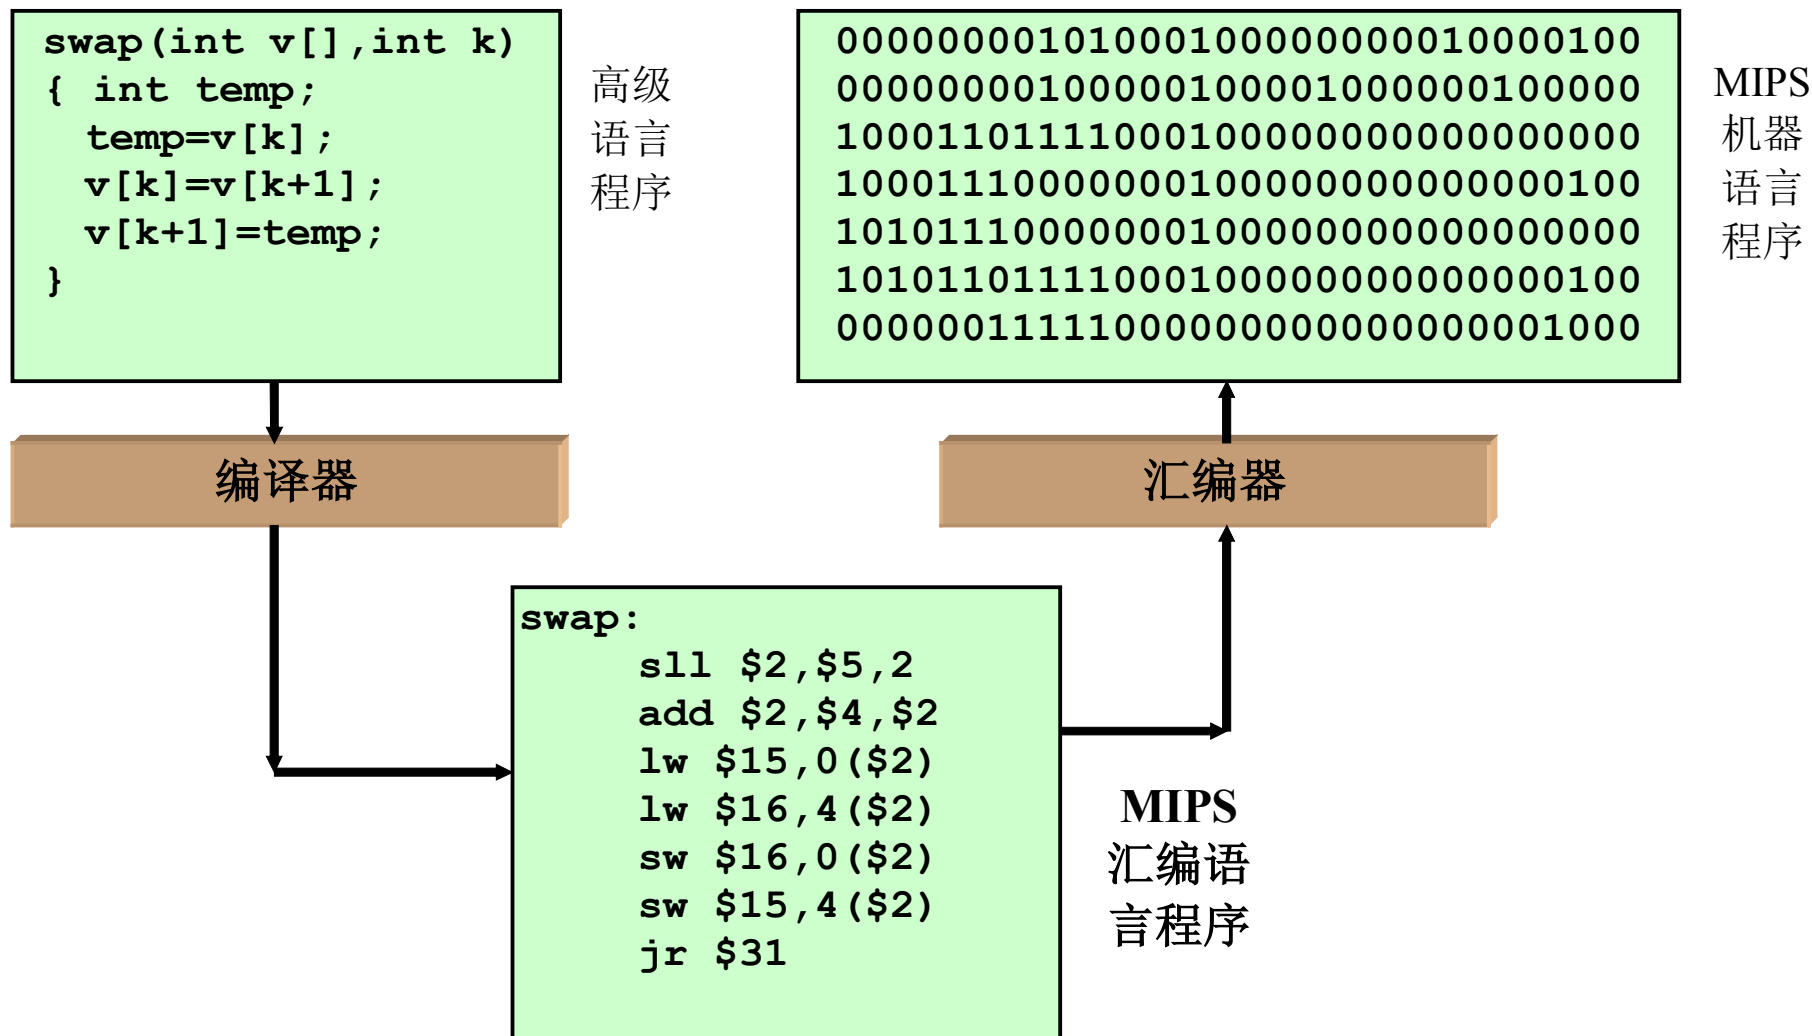 swap(int v[],int k)
{ int temp;
temp=v[k];
v[k]=v[k+1];
v[k+1]=temp;
}
高级
语言
程序
00000000101000100000000010000100
00000000100000100001000000100000
10001101111000100000000000000000
10001110000000100000000000000100
10101110000000100000000000000000
10101101111000100000000000000100
00000011111000000000000000001000
MIPS
机器
语言
程序
编译器
汇编器
swap:
sll $2,$5,2
add $2,$4,$2
lw $15,0($2)
lw $16,4($2)
sw $16,0($2)
sw $15,4($2)
jr $31
MIPS
汇编语
言程序